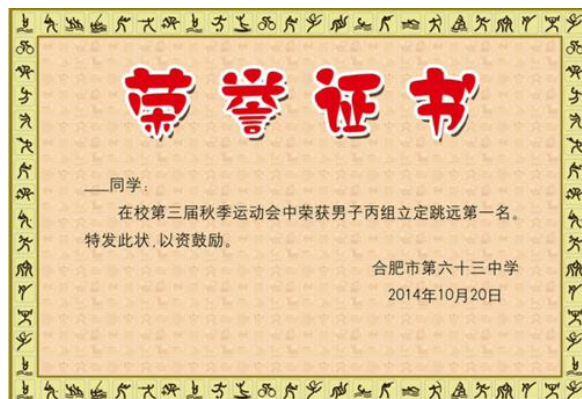 荣誉证书
___同学:
在校第三届秋季运动会中荣获男子丙组立定跳远第一名。
特发此状,以资鼓励。
合肥市第六十三中学
2014年10月20日